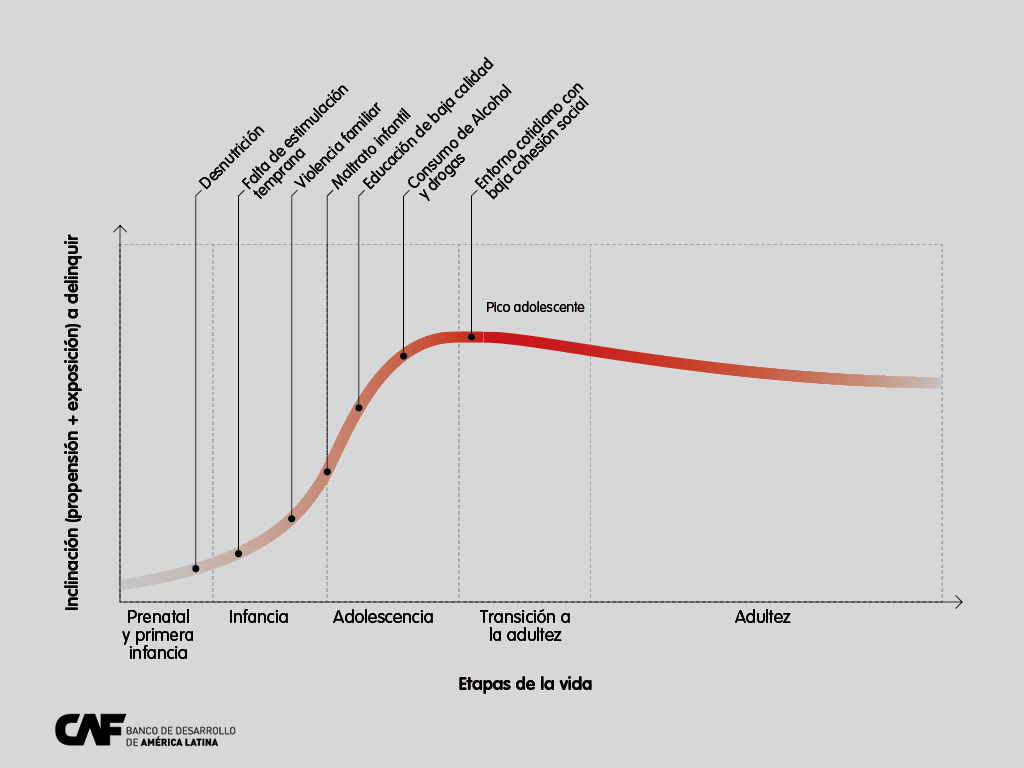 Desnutrición
Falta de estimulación
temprana
Violencia familiar
Maltrato infantil
Educación de baja calidad
Consumo de Alcohol
y drogas
Entorno cotidiano con
baja cohesión social
Inclinación (propensión + exposición) a delinquir
Pico adolescente
Prenatal
y primera
infancia
Infancia
Adolescencia
Transición a
la adultez
Adultez
Etapas de la vida
CAF
BANCO DE DESARROLLO
DE AMÉRICA LATINA